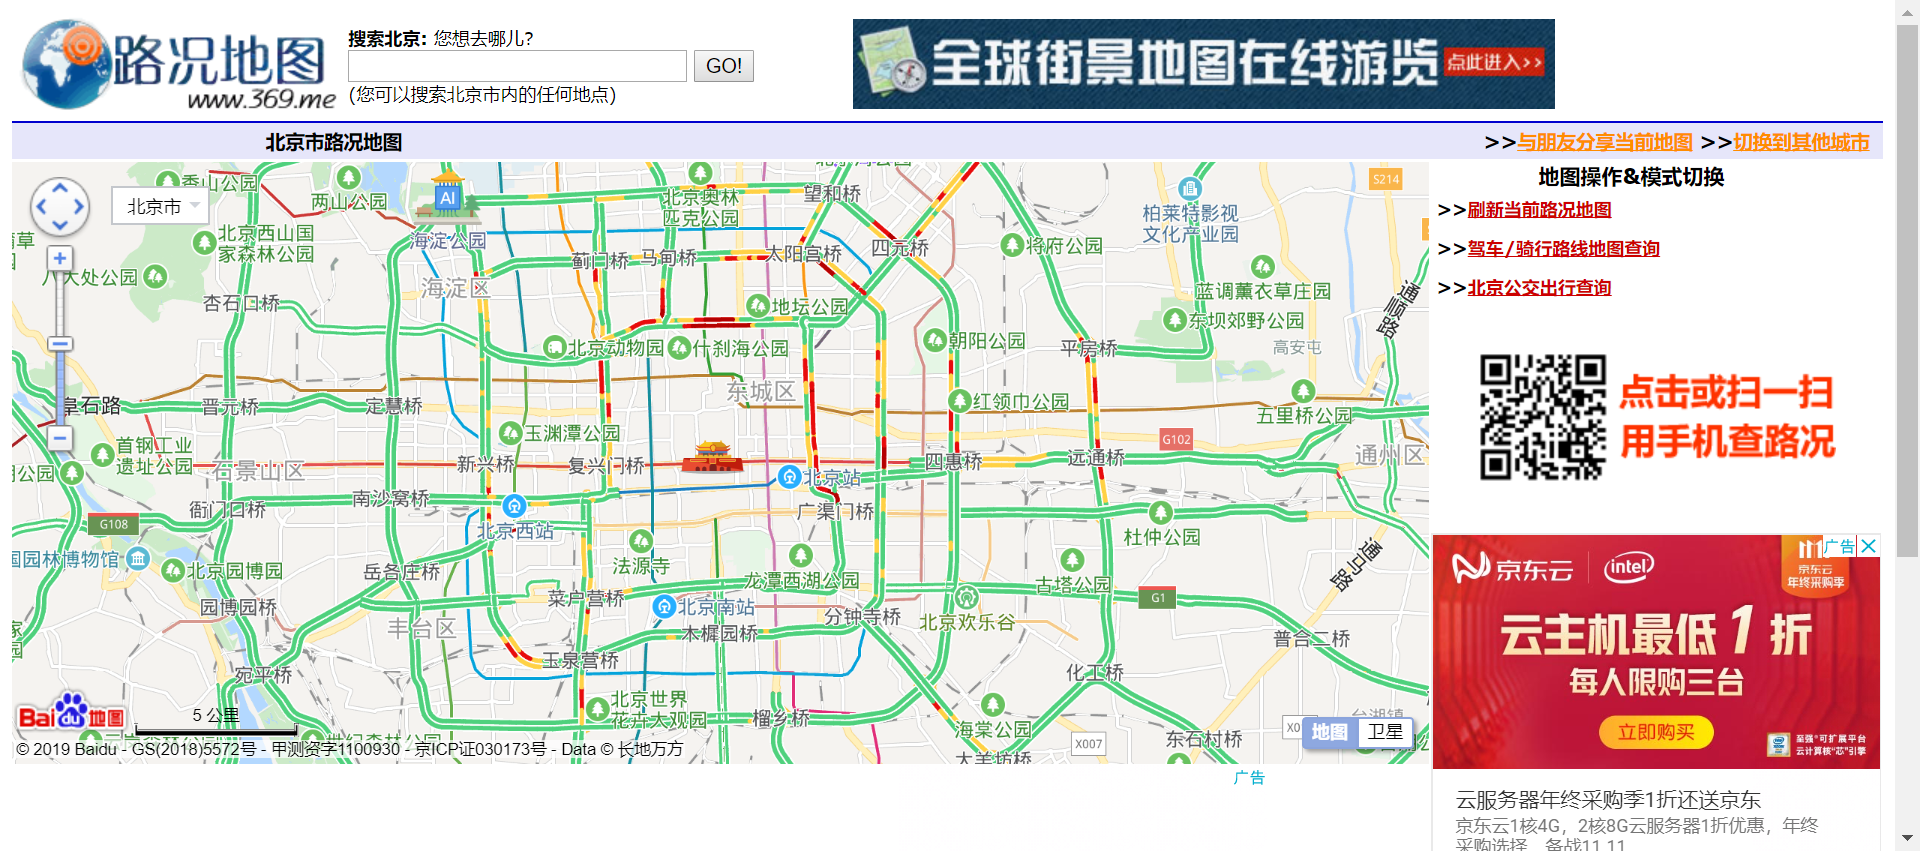 路况地图
www.369.me
搜索北京: 您想去哪儿?
GO!
(您可以搜索北京市内的任何地点)
全球街景地图在线游览 点此进入>>
北京市路况地图
>>与朋友分享当前地图 >>切换到其他城市
地图操作&模式切换
>>刷新当前路况地图
>>驾车/骑行路线地图查询
>>北京公交出行查询
点击或扫一扫
用手机查路况
北京市
香山公园
两山公园
AI
海淀公园
北京奥林
匹克公园
望和桥
柏莱特影视
文化产业园
S214
北京西山国
家森林公园
八大处公园
杏石口桥
海淀区
蓟门桥
马甸桥
太阳宫桥
四元桥
将府公园
蓝调薰衣草庄园
通顺路
东坝郊野公园
高安屯
地坛公园
北京动物园
什刹海公园
朝阳公园
平房桥
东城区
阜石路
晋元桥
定慧桥
红领巾公园
五里桥公园
首钢工业
遗址公园
石景山区
玉渊潭公园
新兴桥
复兴门桥
四惠桥
远通桥
G102
通州区
北京站
衙门口桥
南沙窝桥
北京西站
广渠门桥
杜仲公园
G108
国园林博物馆
北京园博园
岳各庄桥
法源寺
龙潭西湖公园
古塔公园
通马路
G1
园博园桥
菜户营桥
北京南站
分钟寺桥
北京欢乐谷
丰台区
木樨园桥
普合二桥
宛平桥
玉泉营桥
化工桥
北京世界
花卉大观园
榴乡桥
海棠公园
台湖镇
X007
东石村桥
大羊坊桥
地图
卫星
Bai du 地图
5 公里
© 2019 Baidu - GS(2018)5572号 - 甲测资字1100930 - 京ICP证030173号 - Data © 长地万方
广告
广告
京东云
intel
京东云
年终采购季
云主机最低1折
每人限购三台
立即购买
至强®可扩展平台
云计算核“芯”引擎
云服务器年终采购季1折还送京东
京东云1核4G，2核8G云服务器1折优惠，年终
采购选择，备战11.11